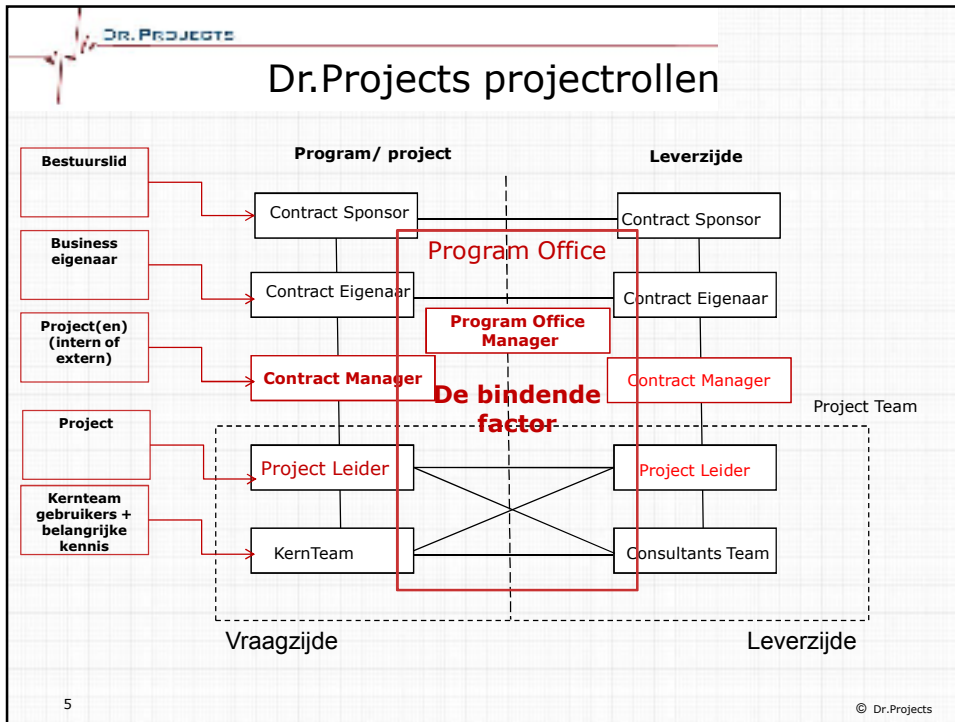 DR. PROJECTS
Dr.Projects projectrollen
Program/ project
Leverzijde
Bestuurslid
Contract Sponsor
Contract Sponsor
Program Office
Business
eigenaar
Contract Eigenaar
Contract Eigenaar
Program Office
Manager
Project(en)
(intern of
extern)
Contract Manager
Contract Manager
De bindende
factor
Project Team
Project
Project Leider
Project Leider
Kernteam
gebruikers +
belangrijke
kennis
KernTeam
Consultants Team
Vraagzijde
Leverzijde
5
© Dr.Projects